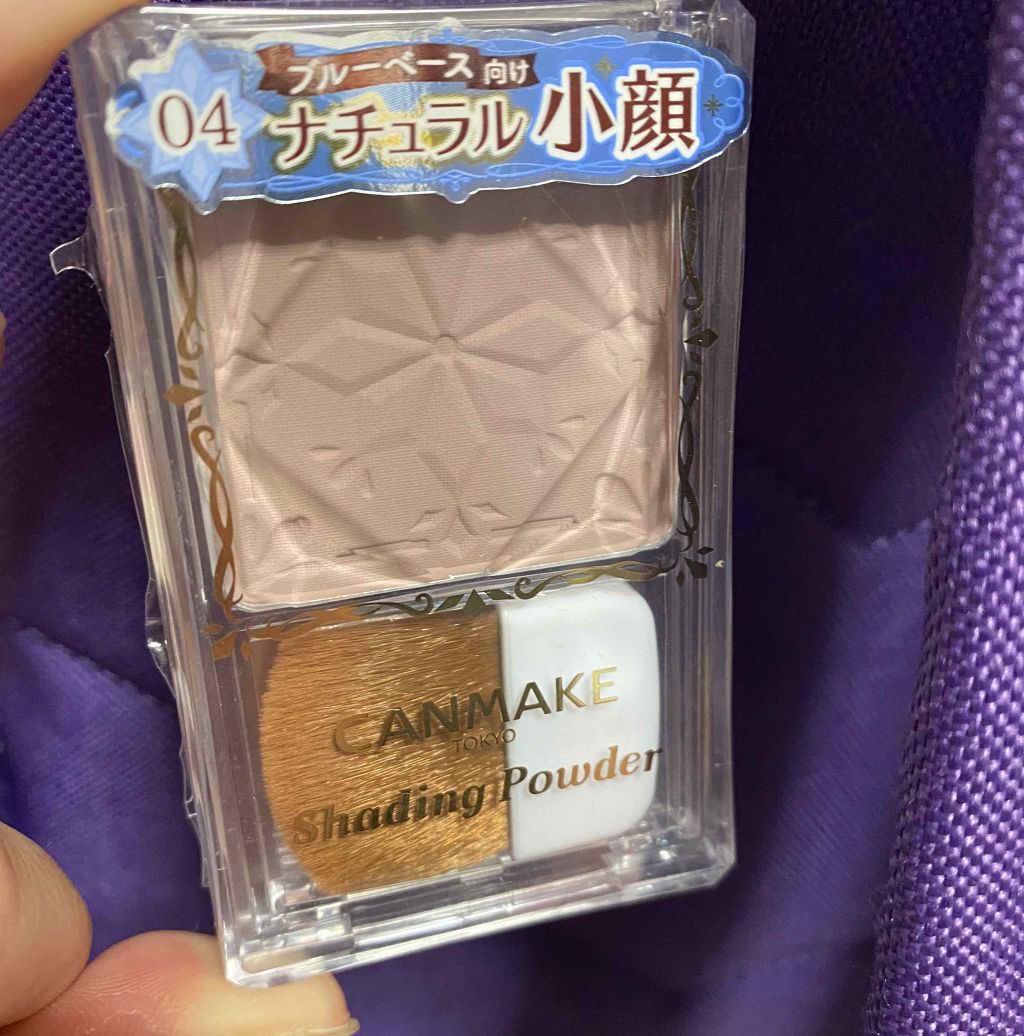 04
ブルーベース向け
ナチュラル小顔
CANMAKE
TOKYO
Shading Powder